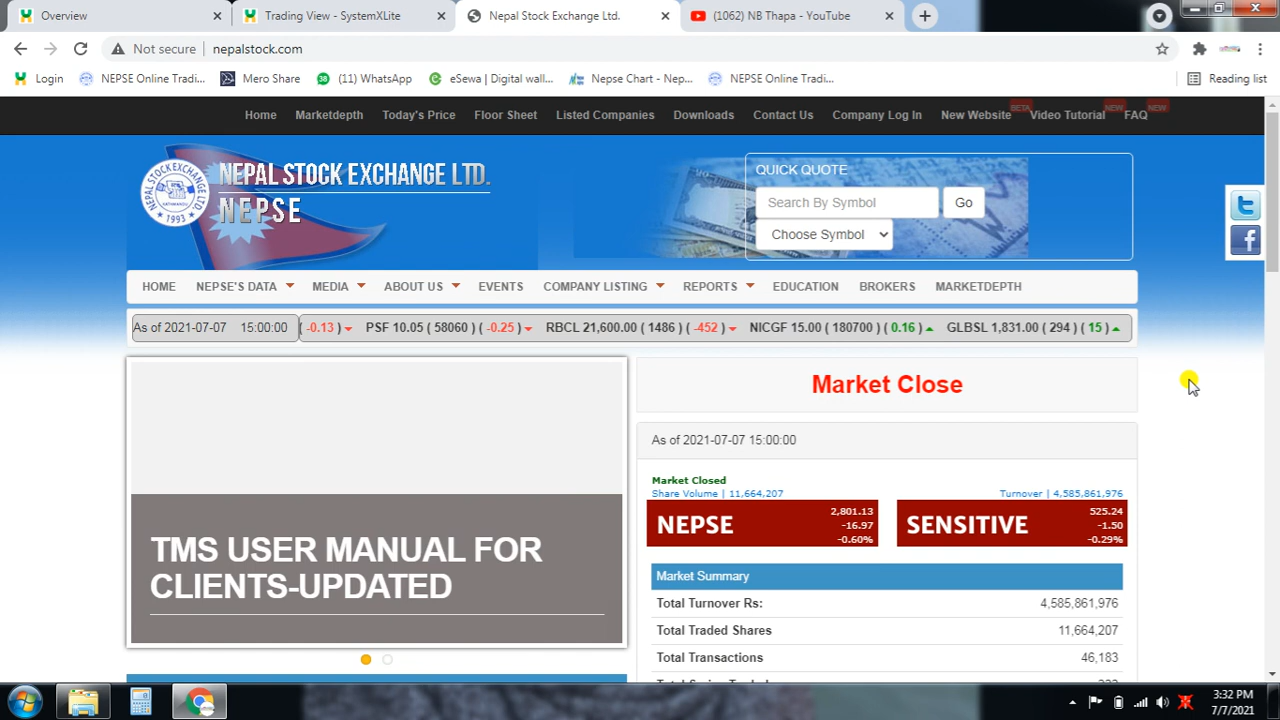 Overview
Trading View - SystemXLite
Nepal Stock Exchange Ltd.
(1062) NB Thapa - YouTube
Not secure | nepalstock.com
Login
NEPSE Online Tradi...
Mero Share
(11) WhatsApp
eSewa | Digital wall...
Nepse Chart - Nep...
NEPSE Online Tradi...
Reading list
Home Marketdepth Today's Price Floor Sheet Listed Companies Downloads Contact Us Company Log In New Website BETA Video Tutorial NEW FAQ NEW
NEPAL STOCK EXCHANGE LTD.
NEPSE
NEPAL STOCK EXCHANGE LTD
1993
QUICK QUOTE
Search By Symbol Go
Choose Symbol
HOME NEPSE'S DATA MEDIA ABOUT US EVENTS COMPANY LISTING REPORTS EDUCATION BROKERS MARKETDEPTH
As of 2021-07-07 15:00:00 ( -0.13 ) PSF 10.05 ( 58060 ) ( -0.25 ) RBCL 21,600.00 ( 1486 ) ( -452 ) NICGF 15.00 ( 180700 ) ( 0.16 ) GLBSL 1,831.00 ( 294 ) ( 15 )
TMS USER MANUAL FOR
CLIENTS-UPDATED
Market Close
As of 2021-07-07 15:00:00
Market Closed
Share Volume | 11,664,207
Turnover | 4,585,861,976
NEPSE
2,801.13
-16.97
-0.60%
SENSITIVE
525.24
-1.50
-0.29%
Market Summary
Total Turnover Rs: 4,585,861,976
Total Traded Shares 11,664,207
Total Transactions 46,183
3:32 PM
7/7/2021